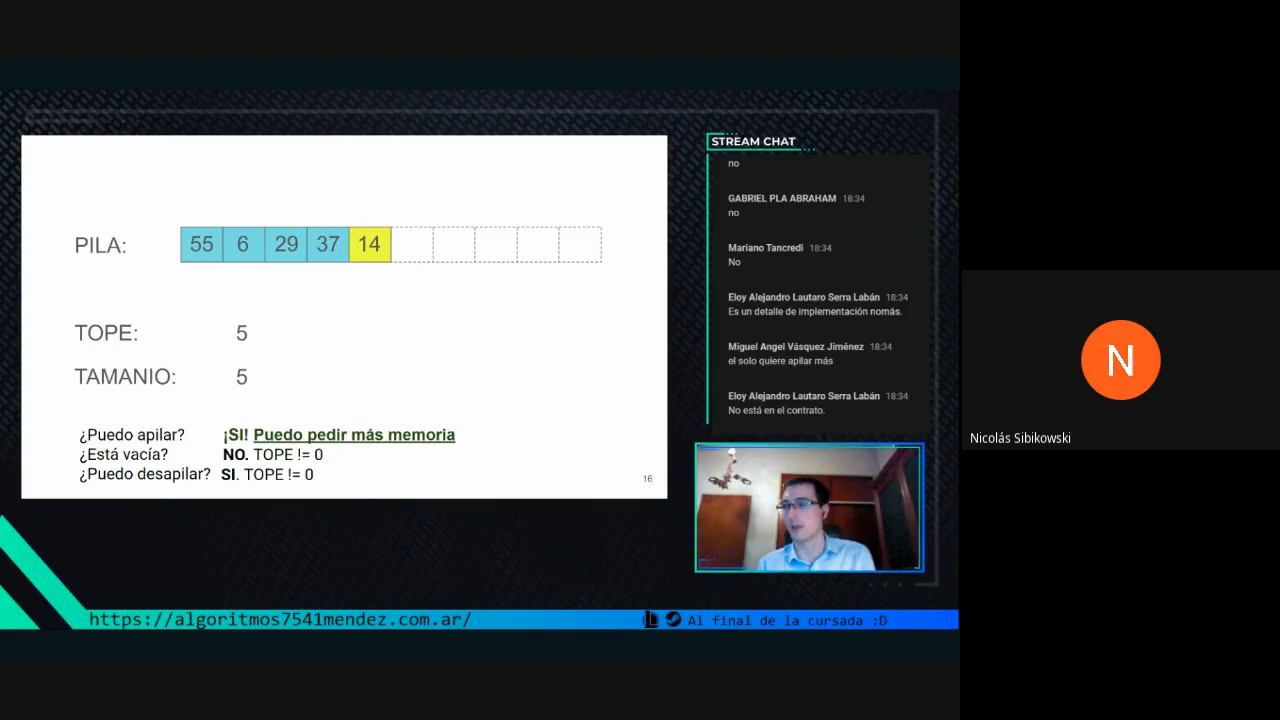 PILA: 55 6 29 37 14
TOPE: 5
TAMANIO: 5
¿Puedo apilar? ¡SI! Puedo pedir más memoria
¿Está vacía? NO. TOPE != 0
¿Puedo desapilar? SI. TOPE != 0
16
STREAM CHAT
no
GABRIEL PLA ABRAHAM 18:34
no
Mariano Tancredi 18:34
No
Eloy Alejandro Lautaro Serra Labán 18:34
Es un detalle de implementación nomás.
Miguel Angel Vásquez Jiménez 18:34
el solo quiere apilar más
Eloy Alejandro Lautaro Serra Labán 18:34
No está en el contrato.
https://algoritmos7541mendez.com.ar/
Al final de la cursada :D
N
Nicolás Sibikowski